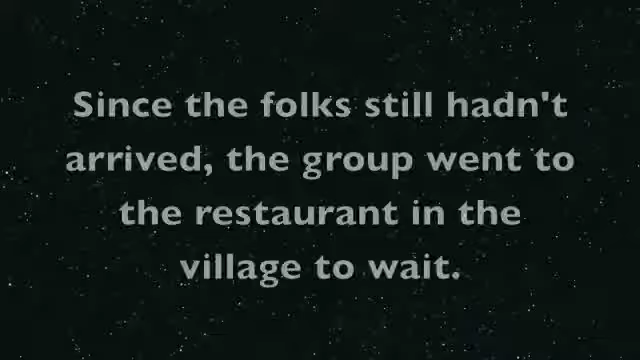 Since the folks still hadn't
arrived, the group went to
the restaurant in the
village to wait.